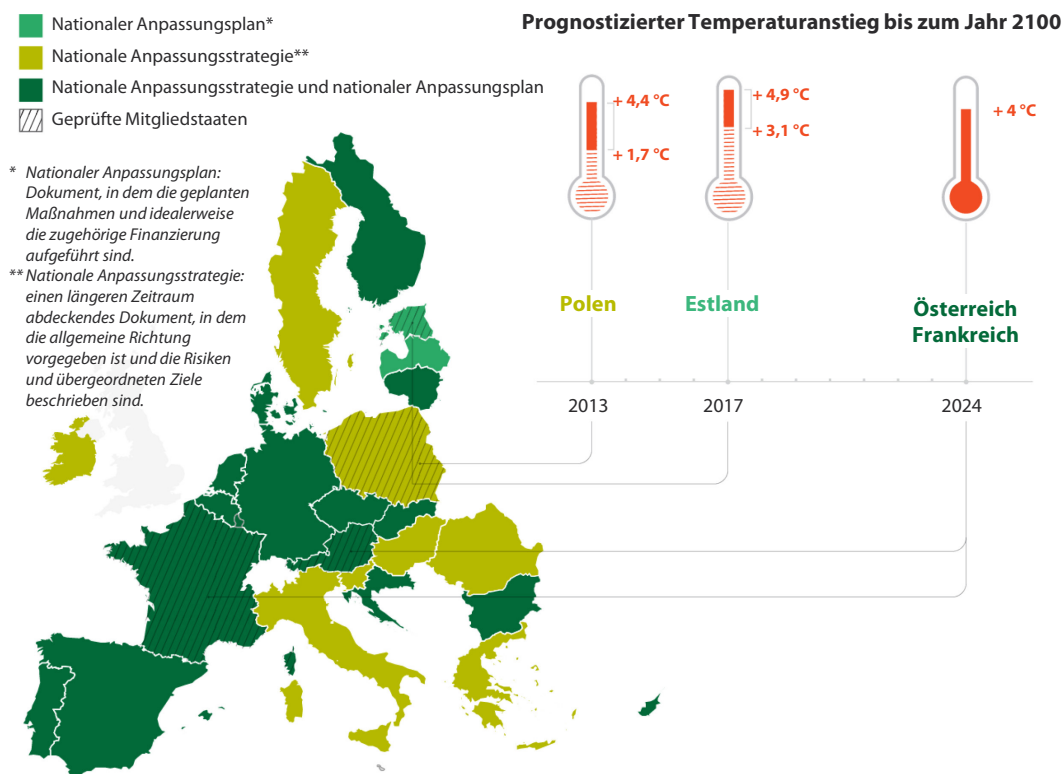 Nationaler Anpassungsplan*
Nationale Anpassungsstrategie**
Nationale Anpassungsstrategie und nationaler Anpassungsplan
Geprüfte Mitgliedstaaten
* Nationaler Anpassungsplan:
Dokument, in dem die geplanten
Maßnahmen und idealerweise
die zugehörige Finanzierung
aufgeführt sind.
** Nationale Anpassungsstrategie:
einen längeren Zeitraum
abdeckendes Dokument, in dem
die allgemeine Richtung
vorgegeben ist und die Risiken
und übergeordneten Ziele
beschrieben sind.
Prognostizierter Temperaturanstieg bis zum Jahr 2100
+ 4,4 °C
+ 1,7 °C
+ 4,9 °C
+ 3,1 °C
+ 4 °C
Polen
Estland
Österreich
Frankreich
2013
2017
2024